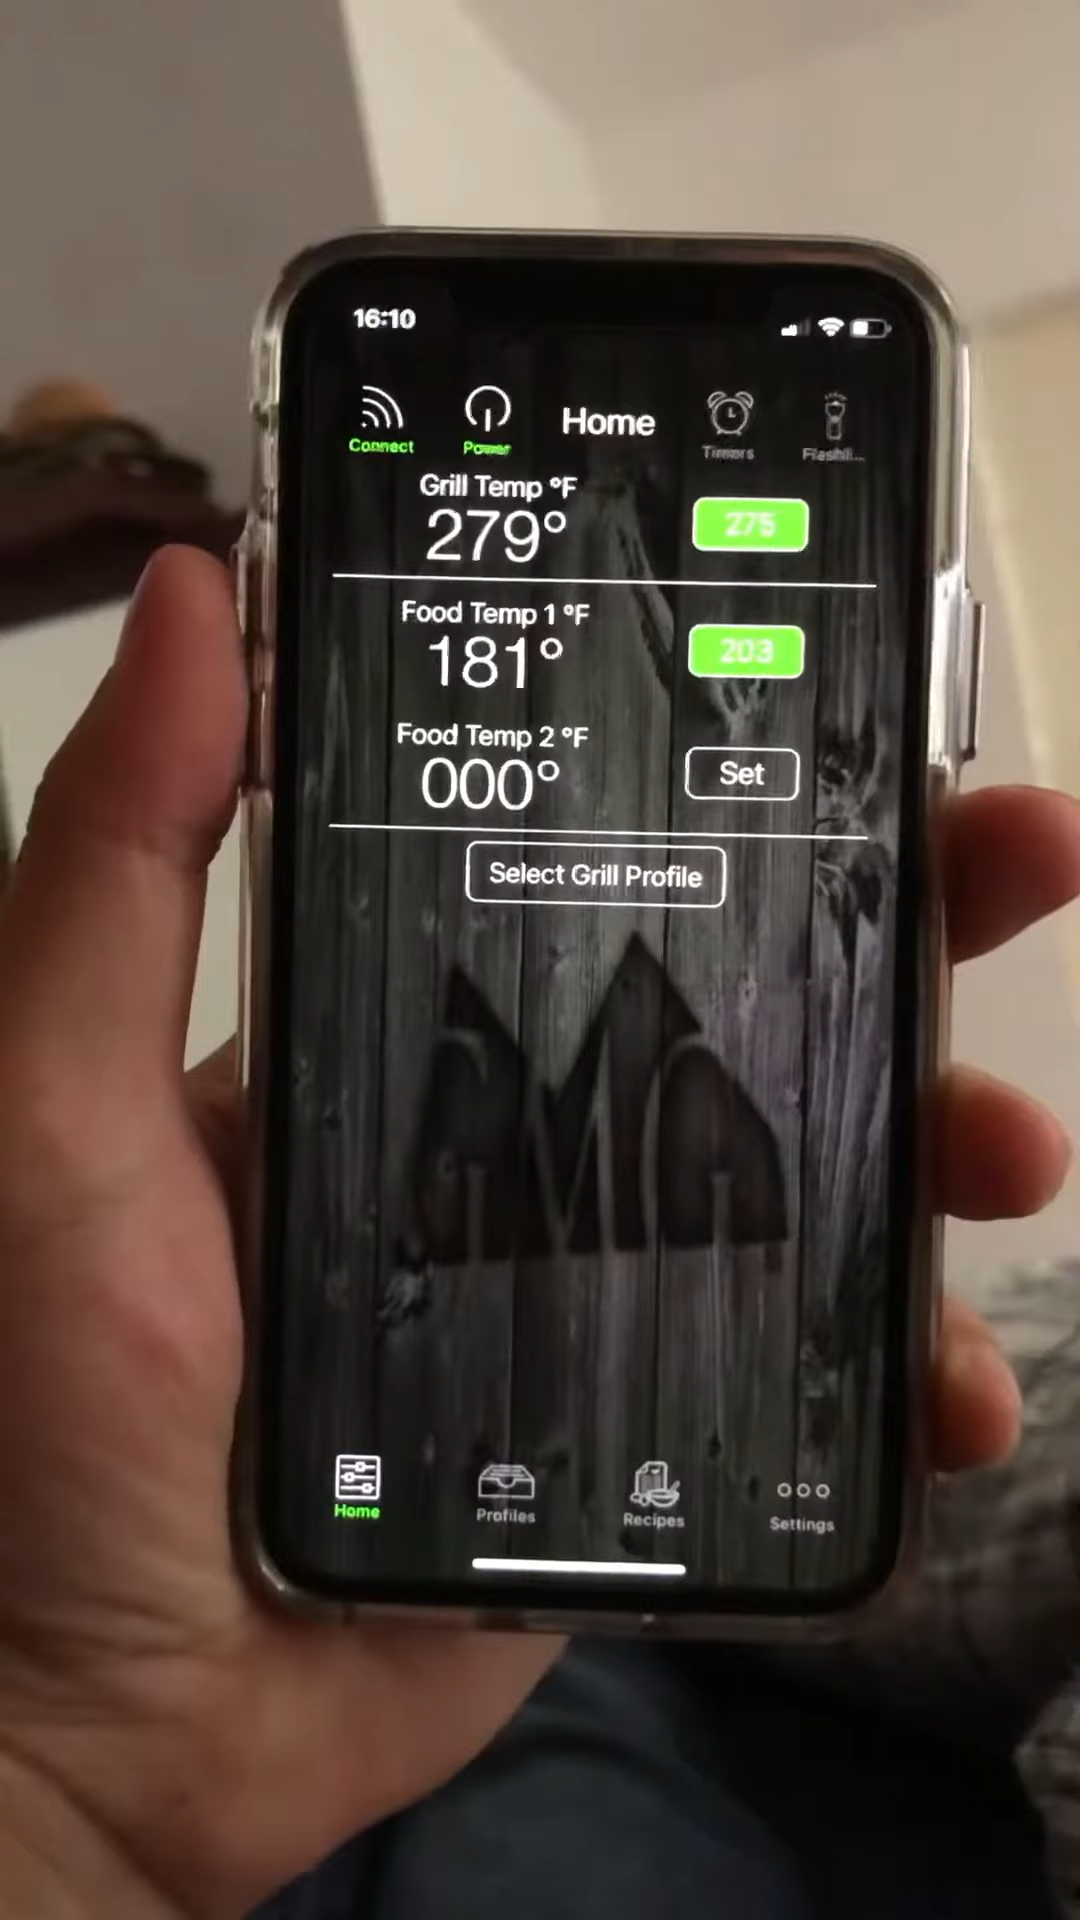 16:10
Connect
Power
Home
Timers
Flashli...
Grill Temp °F
279°
275
Food Temp 1 °F
181°
203
Food Temp 2 °F
000°
Set
Select Grill Profile
Home
Profiles
Recipes
Settings